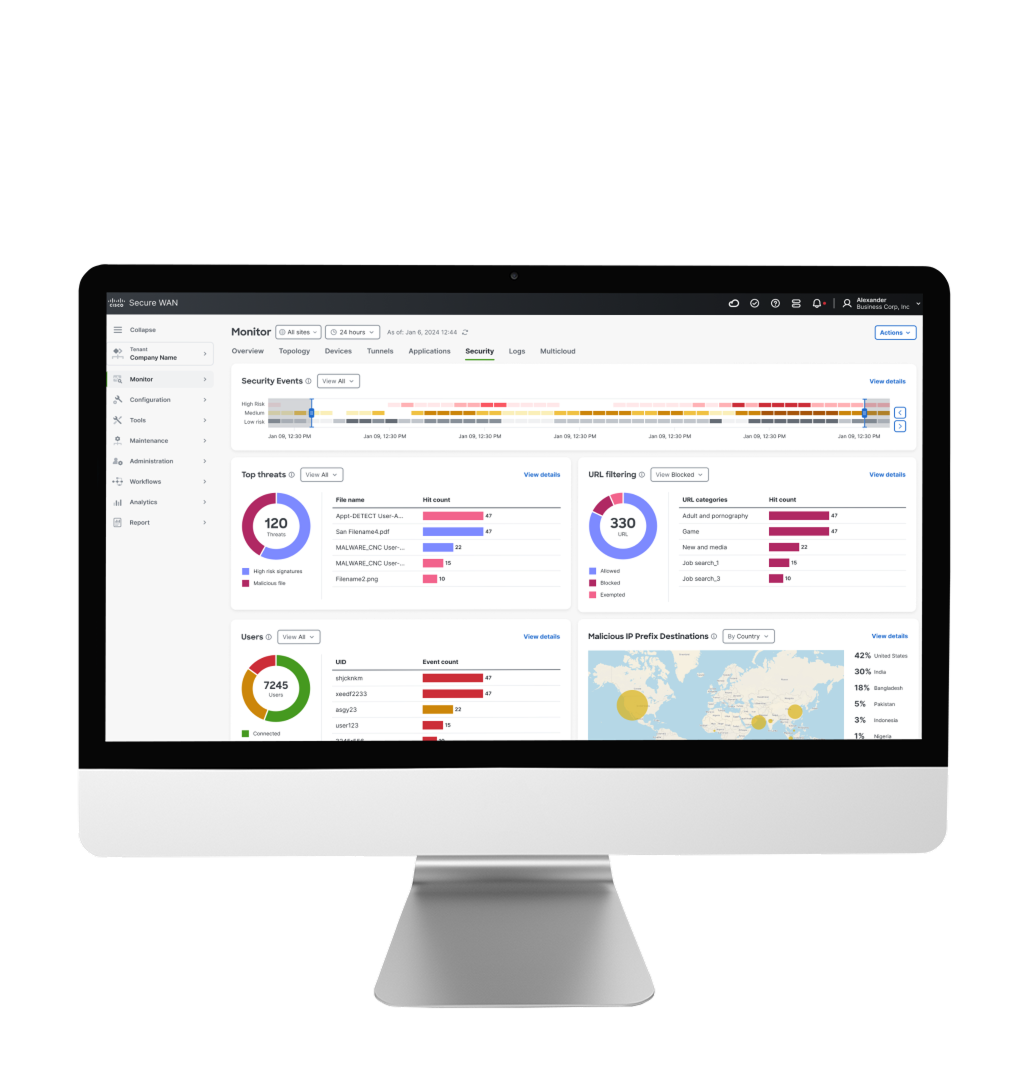 CISCO Secure WAN
Alexander
Business Corp, Inc
Collapse
Tenant
Company Name
Monitor
Configuration
Tools
Maintenance
Administration
Workflows
Analytics
Report
Monitor All sites 24 hours As of: Jan 6, 2024 12:44
Actions
Overview Topology Devices Tunnels Applications Security Logs Multicloud
Security Events View All View details
High Risk
Medium
Low risk
Jan 09, 12:30 PM Jan 09, 12:30 PM Jan 09, 12:30 PM Jan 09, 12:30 PM Jan 09, 12:30 PM Jan 09, 12:30 PM Jan 09, 12:30 PM
Top threats View All View details
120
Threats
High risk signatures
Malicious file
File name Hit count
Appt-DETECT User-A... 47
San Filename4.pdf 47
MALWARE_CNC User-... 22
MALWARE_CNC User-... 15
Filename2.png 10
URL filtering View Blocked View details
330
URL
Allowed
Blocked
Exempted
URL categories Hit count
Adult and pornography 47
Game 47
New and media 22
Job search_1 15
Job search_3 10
Users View All View details
7245
Users
Connected
UID Event count
shjcknkm 47
xeedf2233 47
asgy23 22
user123 15
Malicious IP Prefix Destinations By Country View details
42% United States
30% India
18% Bangladesh
5% Pakistan
3% Indonesia
1% Nigeria